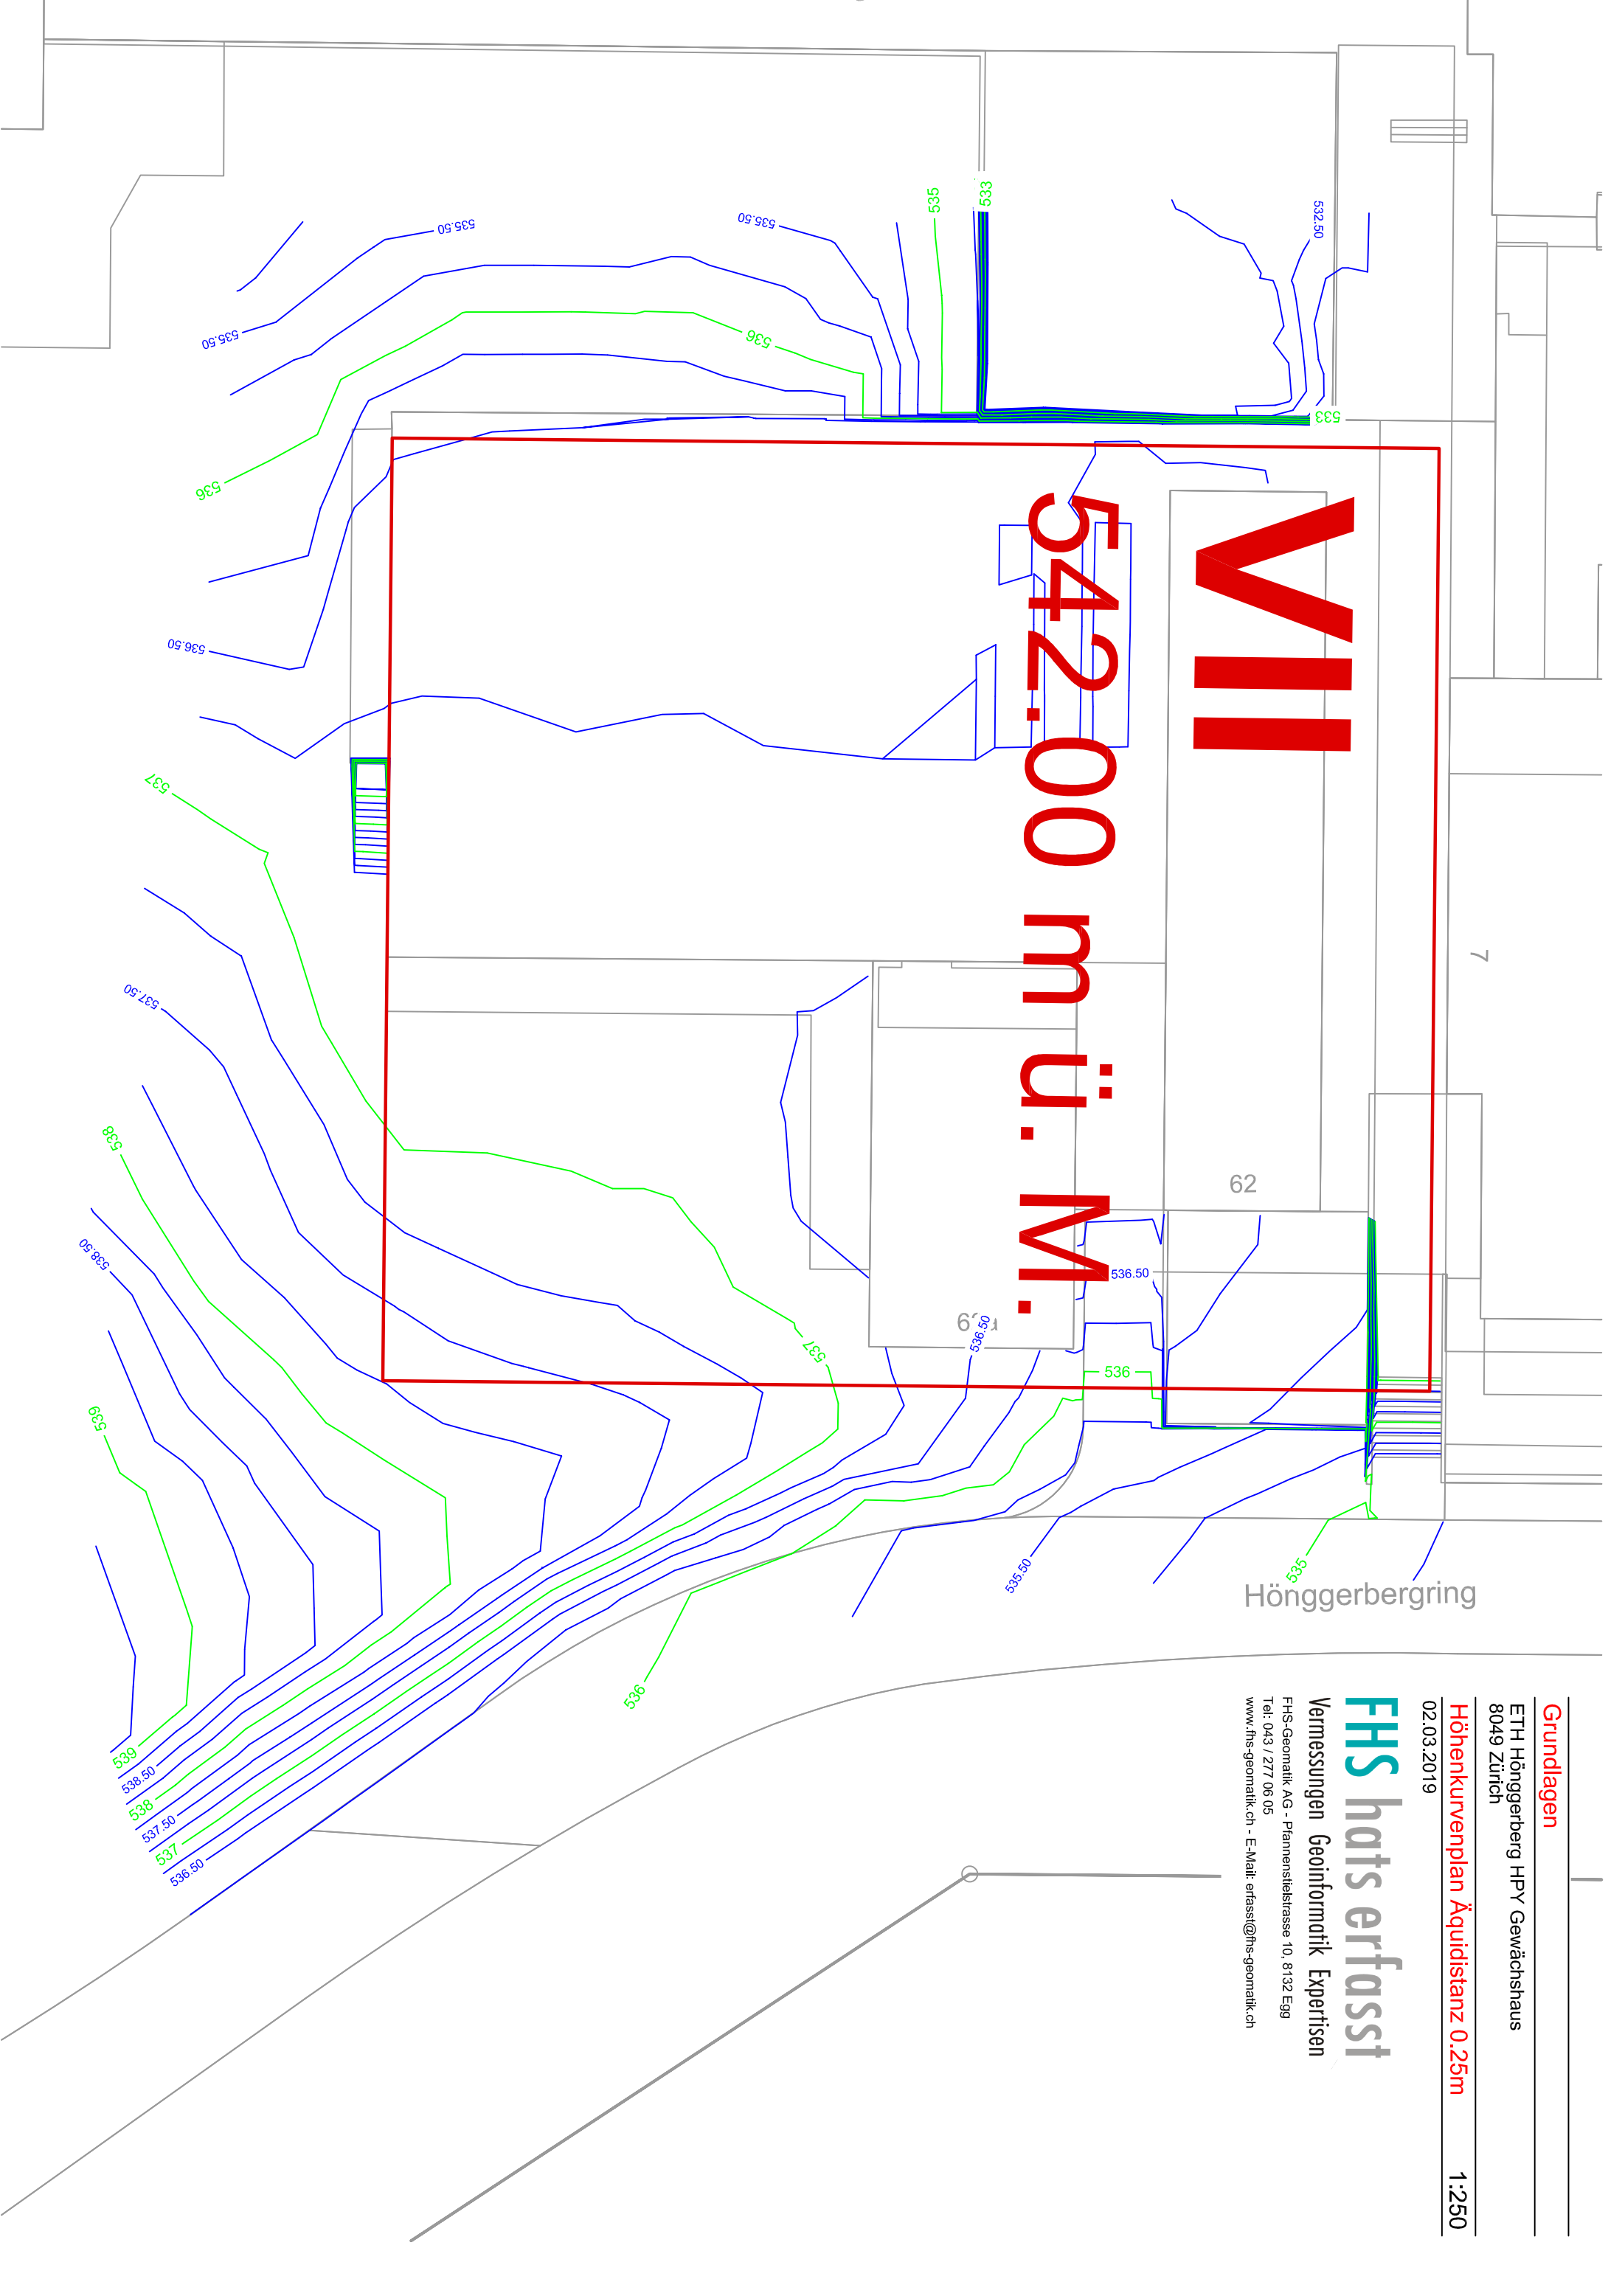 Grundlagen
ETH Hönggerberg HPY Gewächshaus
8049 Zürich
Höhenkurvenplan Äquidistanz 0.25m 1:250
02.03.2019
FHS hats erfasst
Vermessungen Geoinformatik Expertisen
FHS-Geomatik AG - Pfannenstielstrasse 10, 8132 Egg
Tel: 043 / 277 06 05
www.fhs-geomatik.ch - E-Mail: erfasst@fhs-geomatik.ch
VII
542.00 m ü. M.
Hönggerbergring
7
62
535.50
535.50
535.50
535
533
532.50
533
536
536
536.50
537
537.50
538
538.50
539
537
536.50
536.50
536
535.50
535
536
539
538.50
538
537.50
537
536.50